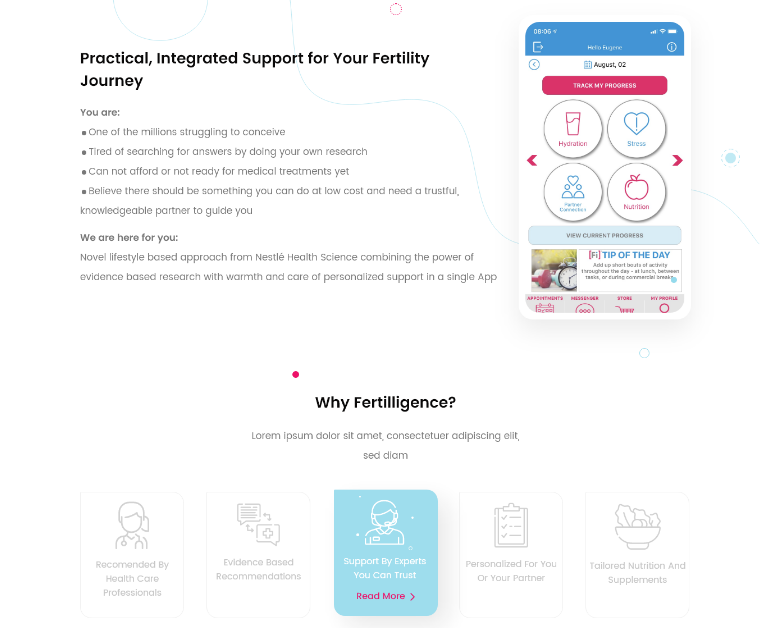 Practical, Integrated Support for Your Fertility
Journey
You are:
One of the millions struggling to conceive
Tired of searching for answers by doing your own research
Can not afford or not ready for medical treatments yet
Believe there should be something you can do at low cost and need a trustful,
knowledgeable partner to guide you
We are here for you:
Novel lifestyle based approach from Nestlé Health Science combining the power of
evidence based research with warmth and care of personalized support in a single App
08:06
Hello Eugene
August, 02
TRACK MY PROGRESS
Hydration
Stress
Partner
Connection
Nutrition
VIEW CURRENT PROGRESS
[Fi] TIP OF THE DAY
Add up short bouts of activity
throughout the day - at lunch, between
tasks, or during commercial breaks
APPOINTMENTS MESSENGER STORE MY PROFILE
Why Fertilligence?
Lorem ipsum dolor sit amet, consectetuer adipiscing elit,
sed diam
Recomended By
Health Care
Professionals
Evidence Based
Recommendations
Support By Experts
You Can Trust
Read More
Personalized For You
Or Your Partner
Tailored Nutrition And
Supplements